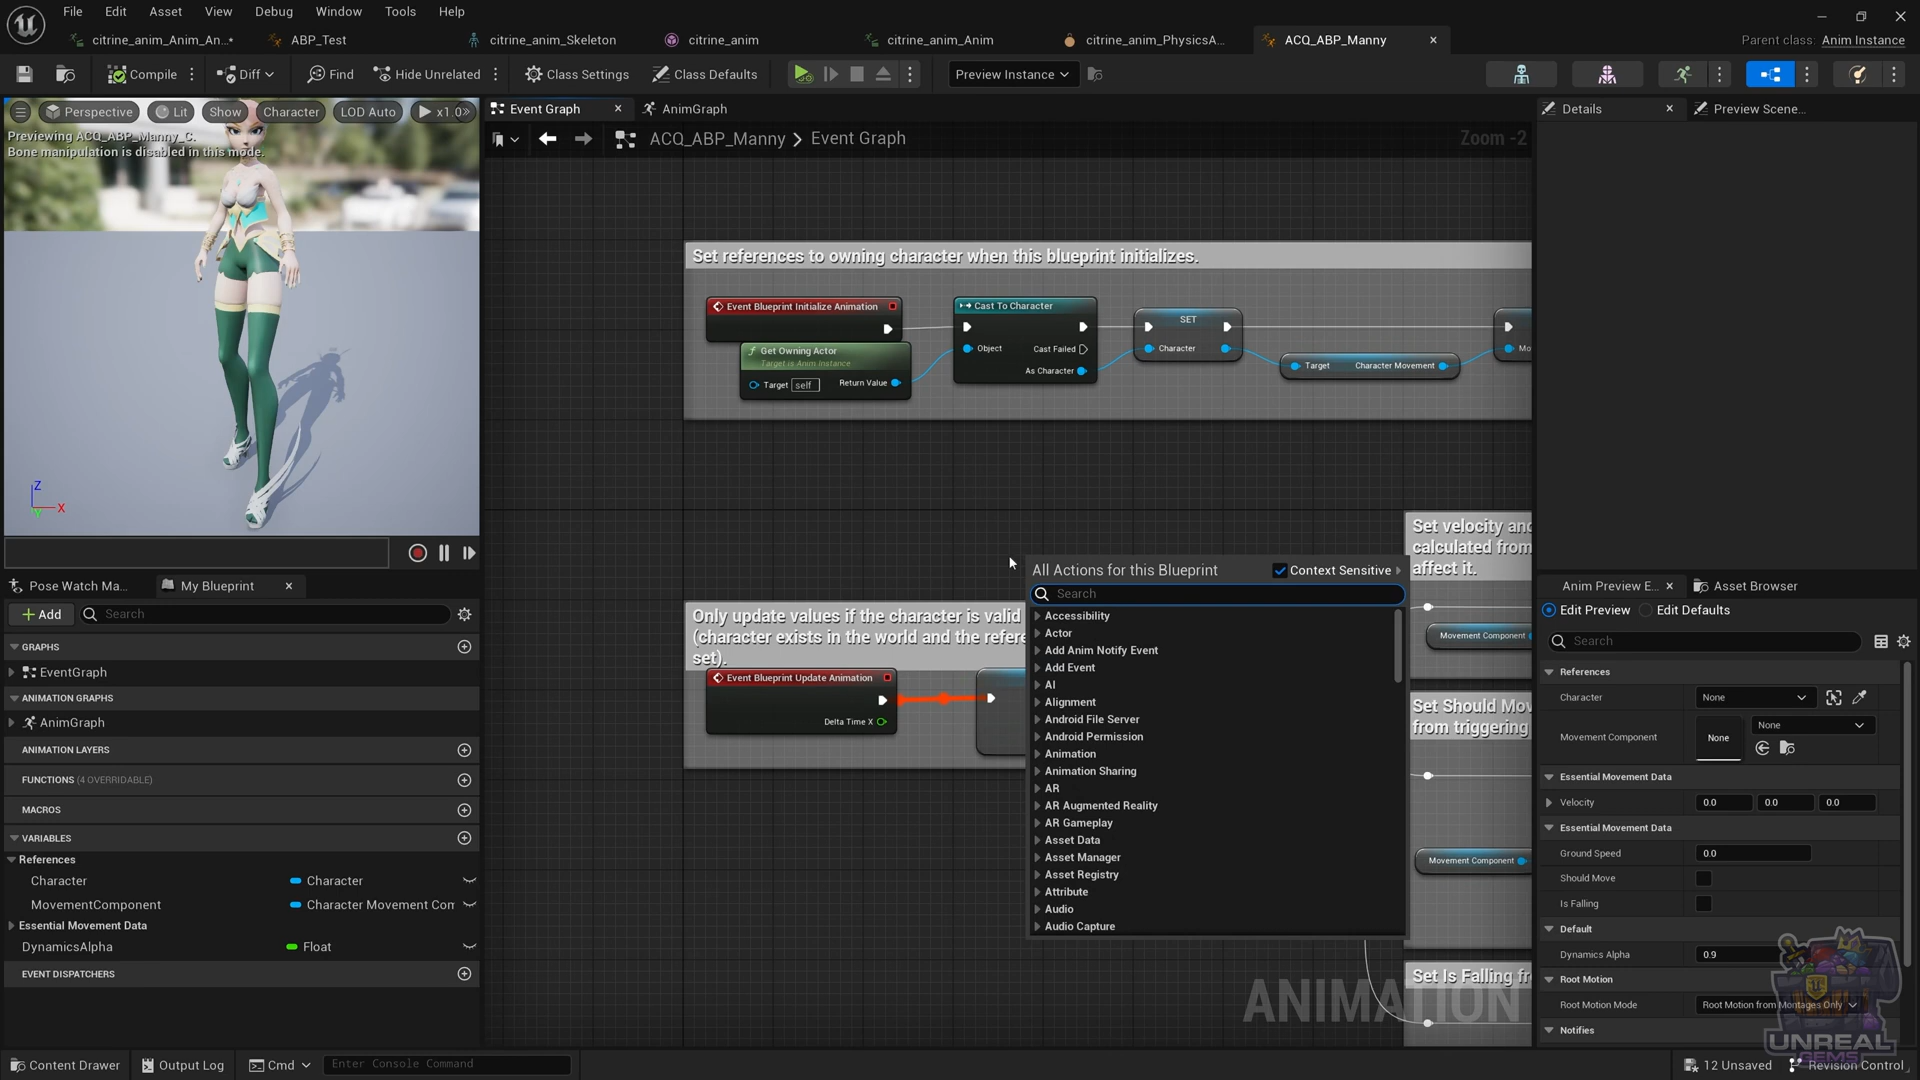 File Edit Asset View Debug Window Tools Help
citrine_anim_Anim_An...*
ABP_Test
citrine_anim_Skeleton
citrine_anim
citrine_anim_Anim
citrine_anim_PhysicsA...
ACQ_ABP_Manny
Parent class: Anim Instance
Compile
Diff
Find
Hide Unrelated
Class Settings
Class Defaults
Preview Instance
Perspective
Lit
Show
Character
LOD Auto
x1.0
Previewing ACQ_ABP_Manny_C.
Bone manipulation is disabled in this mode.
Z
X
Event Graph
AnimGraph
ACQ_ABP_Manny > Event Graph
Zoom -2
Set references to owning character when this blueprint initializes.
Event Blueprint Initialize Animation
Get Owning Actor
Target is Anim Instance
Target self
Return Value
Cast To Character
Object
Cast Failed
As Character
SET
Character
Target
Character Movement
Mo
Only update values if the character is valid
(character exists in the world and the refere
set).
Event Blueprint Update Animation
Delta Time X
Set velocity and
calculated from
affect it.
Movement Component
Set Should Mov
from triggering
Movement Component
Set Is Falling fr
ANIMATION
All Actions for this Blueprint
Context Sensitive
Search
Accessibility
Actor
Add Anim Notify Event
Add Event
AI
Alignment
Android File Server
Android Permission
Animation
Animation Sharing
AR
AR Augmented Reality
AR Gameplay
Asset Data
Asset Manager
Asset Registry
Attribute
Audio
Audio Capture
Pose Watch Ma...
My Blueprint
Add
Search
GRAPHS
EventGraph
ANIMATION GRAPHS
AnimGraph
ANIMATION LAYERS
FUNCTIONS (4 OVERRIDABLE)
MACROS
VARIABLES
References
Character
Character
MovementComponent
Character Movement Con
Essential Movement Data
DynamicsAlpha
Float
EVENT DISPATCHERS
Details
Preview Scene...
Anim Preview E...
Asset Browser
Edit Preview
Edit Defaults
Search
References
Character
None
Movement Component
None
None
Essential Movement Data
Velocity
0.0
0.0
0.0
Essential Movement Data
Ground Speed
0.0
Should Move
Is Falling
Default
Dynamics Alpha
0.9
Root Motion
Root Motion Mode
Root Motion from Montages Only
Notifies
UNREAL
GEMS
Content Drawer
Output Log
Cmd
Enter Console Command
12 Unsaved
Revision Control